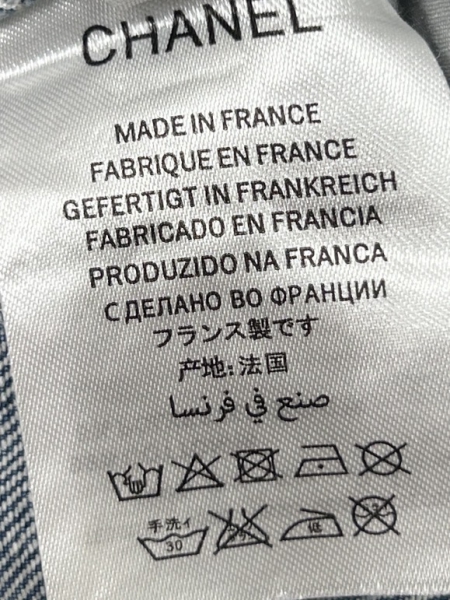 CHANEL
MADE IN FRANCE
FABRIQUE EN FRANCE
GEFERTIGT IN FRANKREICH
FABRICADO EN FRANCIA
PRODUZIDO NA FRANCA
СДЕЛАНО ВО ФРАНЦИИ
フランス製です
产地:法国
صنع في فرنسا
手洗イ
30
低